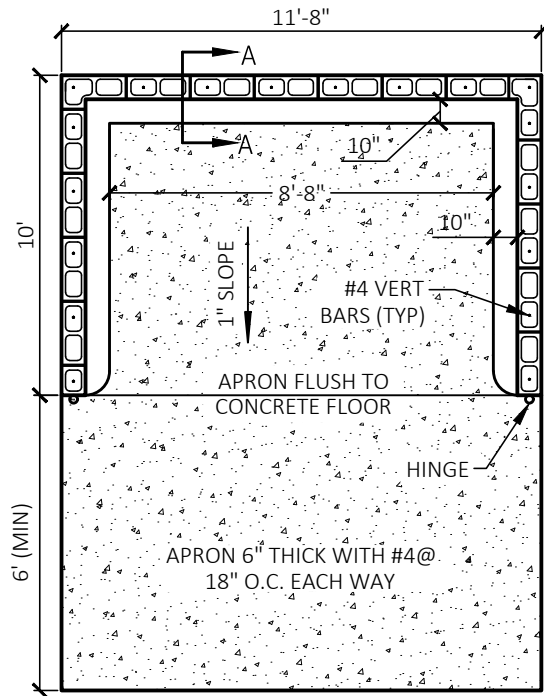 11'-8"
A
A
10"
8'-8"
10"
10'
1" SLOPE
#4 VERT
BARS (TYP)
APRON FLUSH TO
CONCRETE FLOOR
HINGE
6' (MIN)
APRON 6" THICK WITH #4@
18" O.C. EACH WAY